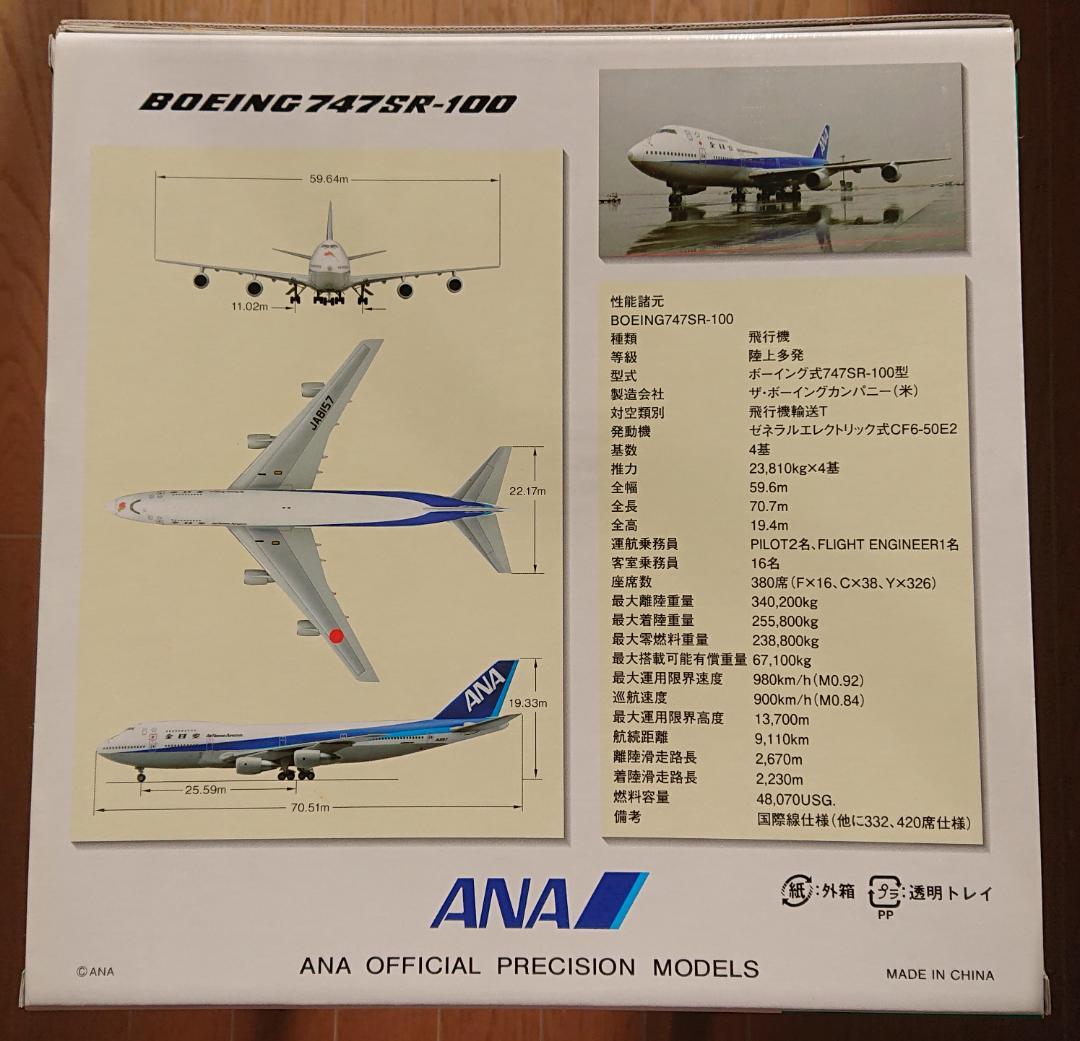 BOEING 747SR-100
59.64m
11.02m
JA8157
22.17m
ANA
19.33m
全日空
25.59m
70.51m
全日空
性能諸元
BOEING747SR-100
種類 飛行機
等級 陸上多発
型式 ボーイング式747SR-100型
製造会社 ザ・ボーイングカンパニー(米)
対空類別 飛行機輸送T
発動機 ゼネラルエレクトリック式CF6-50E2
基数 4基
推力 23,810kg×4基
全幅 59.6m
全長 70.7m
全高 19.4m
運航乗務員 PILOT2名、FLIGHT ENGINEER1名
客室乗務員 16名
座席数 380席(F×16、C×38、Y×326)
最大離陸重量 340,200kg
最大着陸重量 255,800kg
最大零燃料重量 238,800kg
最大搭載可能有償重量 67,100kg
最大運用限界速度 980km/h(M0.92)
巡航速度 900km/h(M0.84)
最大運用限界高度 13,700m
航続距離 9,110km
離陸滑走路長 2,670m
着陸滑走路長 2,230m
燃料容量 48,070USG.
備考 国際線仕様(他に332、420席仕様)
ANA
紙:外箱 プラ:透明トレイ
PP
ANA OFFICIAL PRECISION MODELS
©ANA
MADE IN CHINA